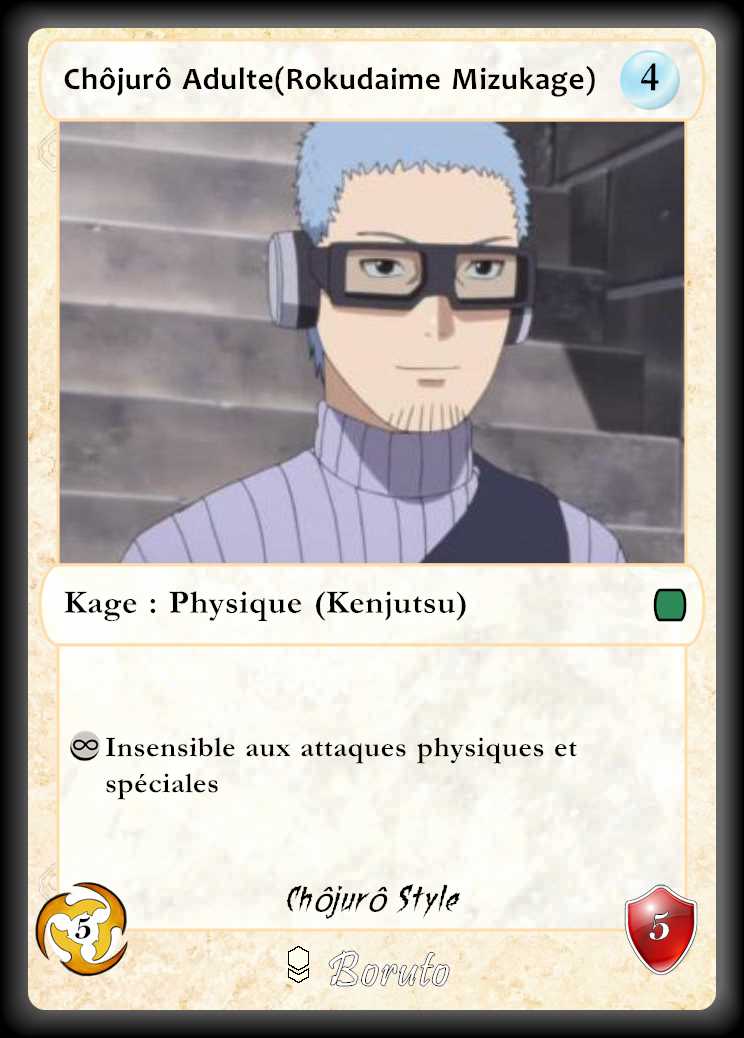 Chôjurô Adulte(Rokudaime Mizukage)
4
Kage : Physique (Kenjutsu)
∞ Insensible aux attaques physiques et
spéciales
Chôjurô Style
5
5
Boruto